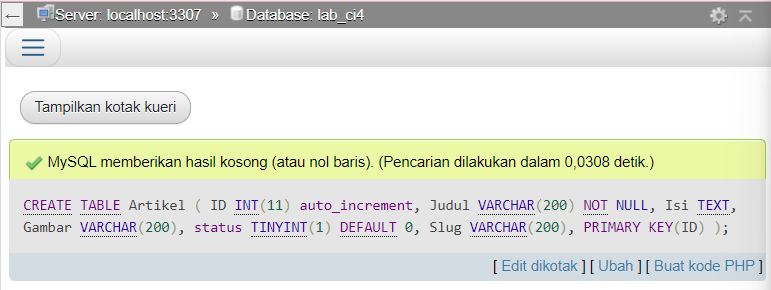 Server: localhost:3307 » Database: lab_ci4
Tampilkan kotak kueri
MySQL memberikan hasil kosong (atau nol baris). (Pencarian dilakukan dalam 0,0308 detik.)
CREATE TABLE Artikel ( ID INT(11) auto_increment, Judul VARCHAR(200) NOT NULL, Isi TEXT,
Gambar VARCHAR(200), status TINYINT(1) DEFAULT 0, Slug VARCHAR(200), PRIMARY KEY(ID) );
[ Edit dikotak ] [ Ubah ] [ Buat kode PHP ]